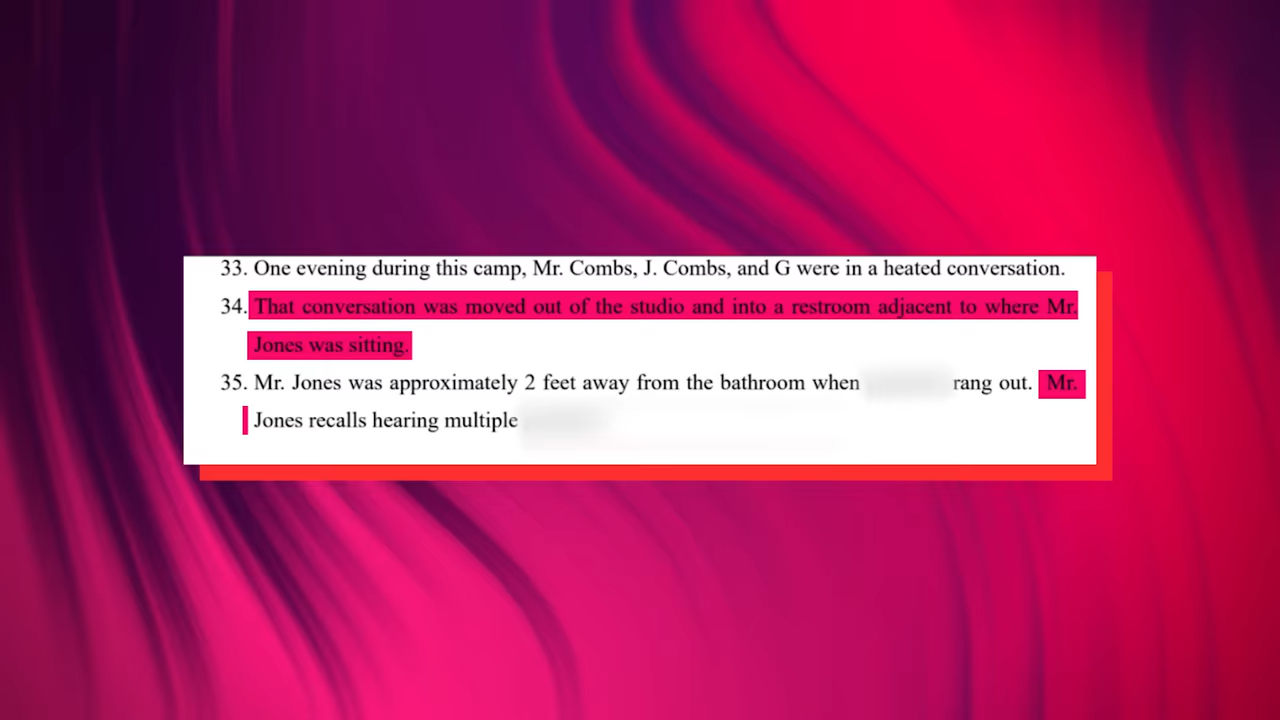 33. One evening during this camp, Mr. Combs, J. Combs, and G were in a heated conversation.
34. That conversation was moved out of the studio and into a restroom adjacent to where Mr.
Jones was sitting.
35. Mr. Jones was approximately 2 feet away from the bathroom when rang out. Mr.
Jones recalls hearing multiple